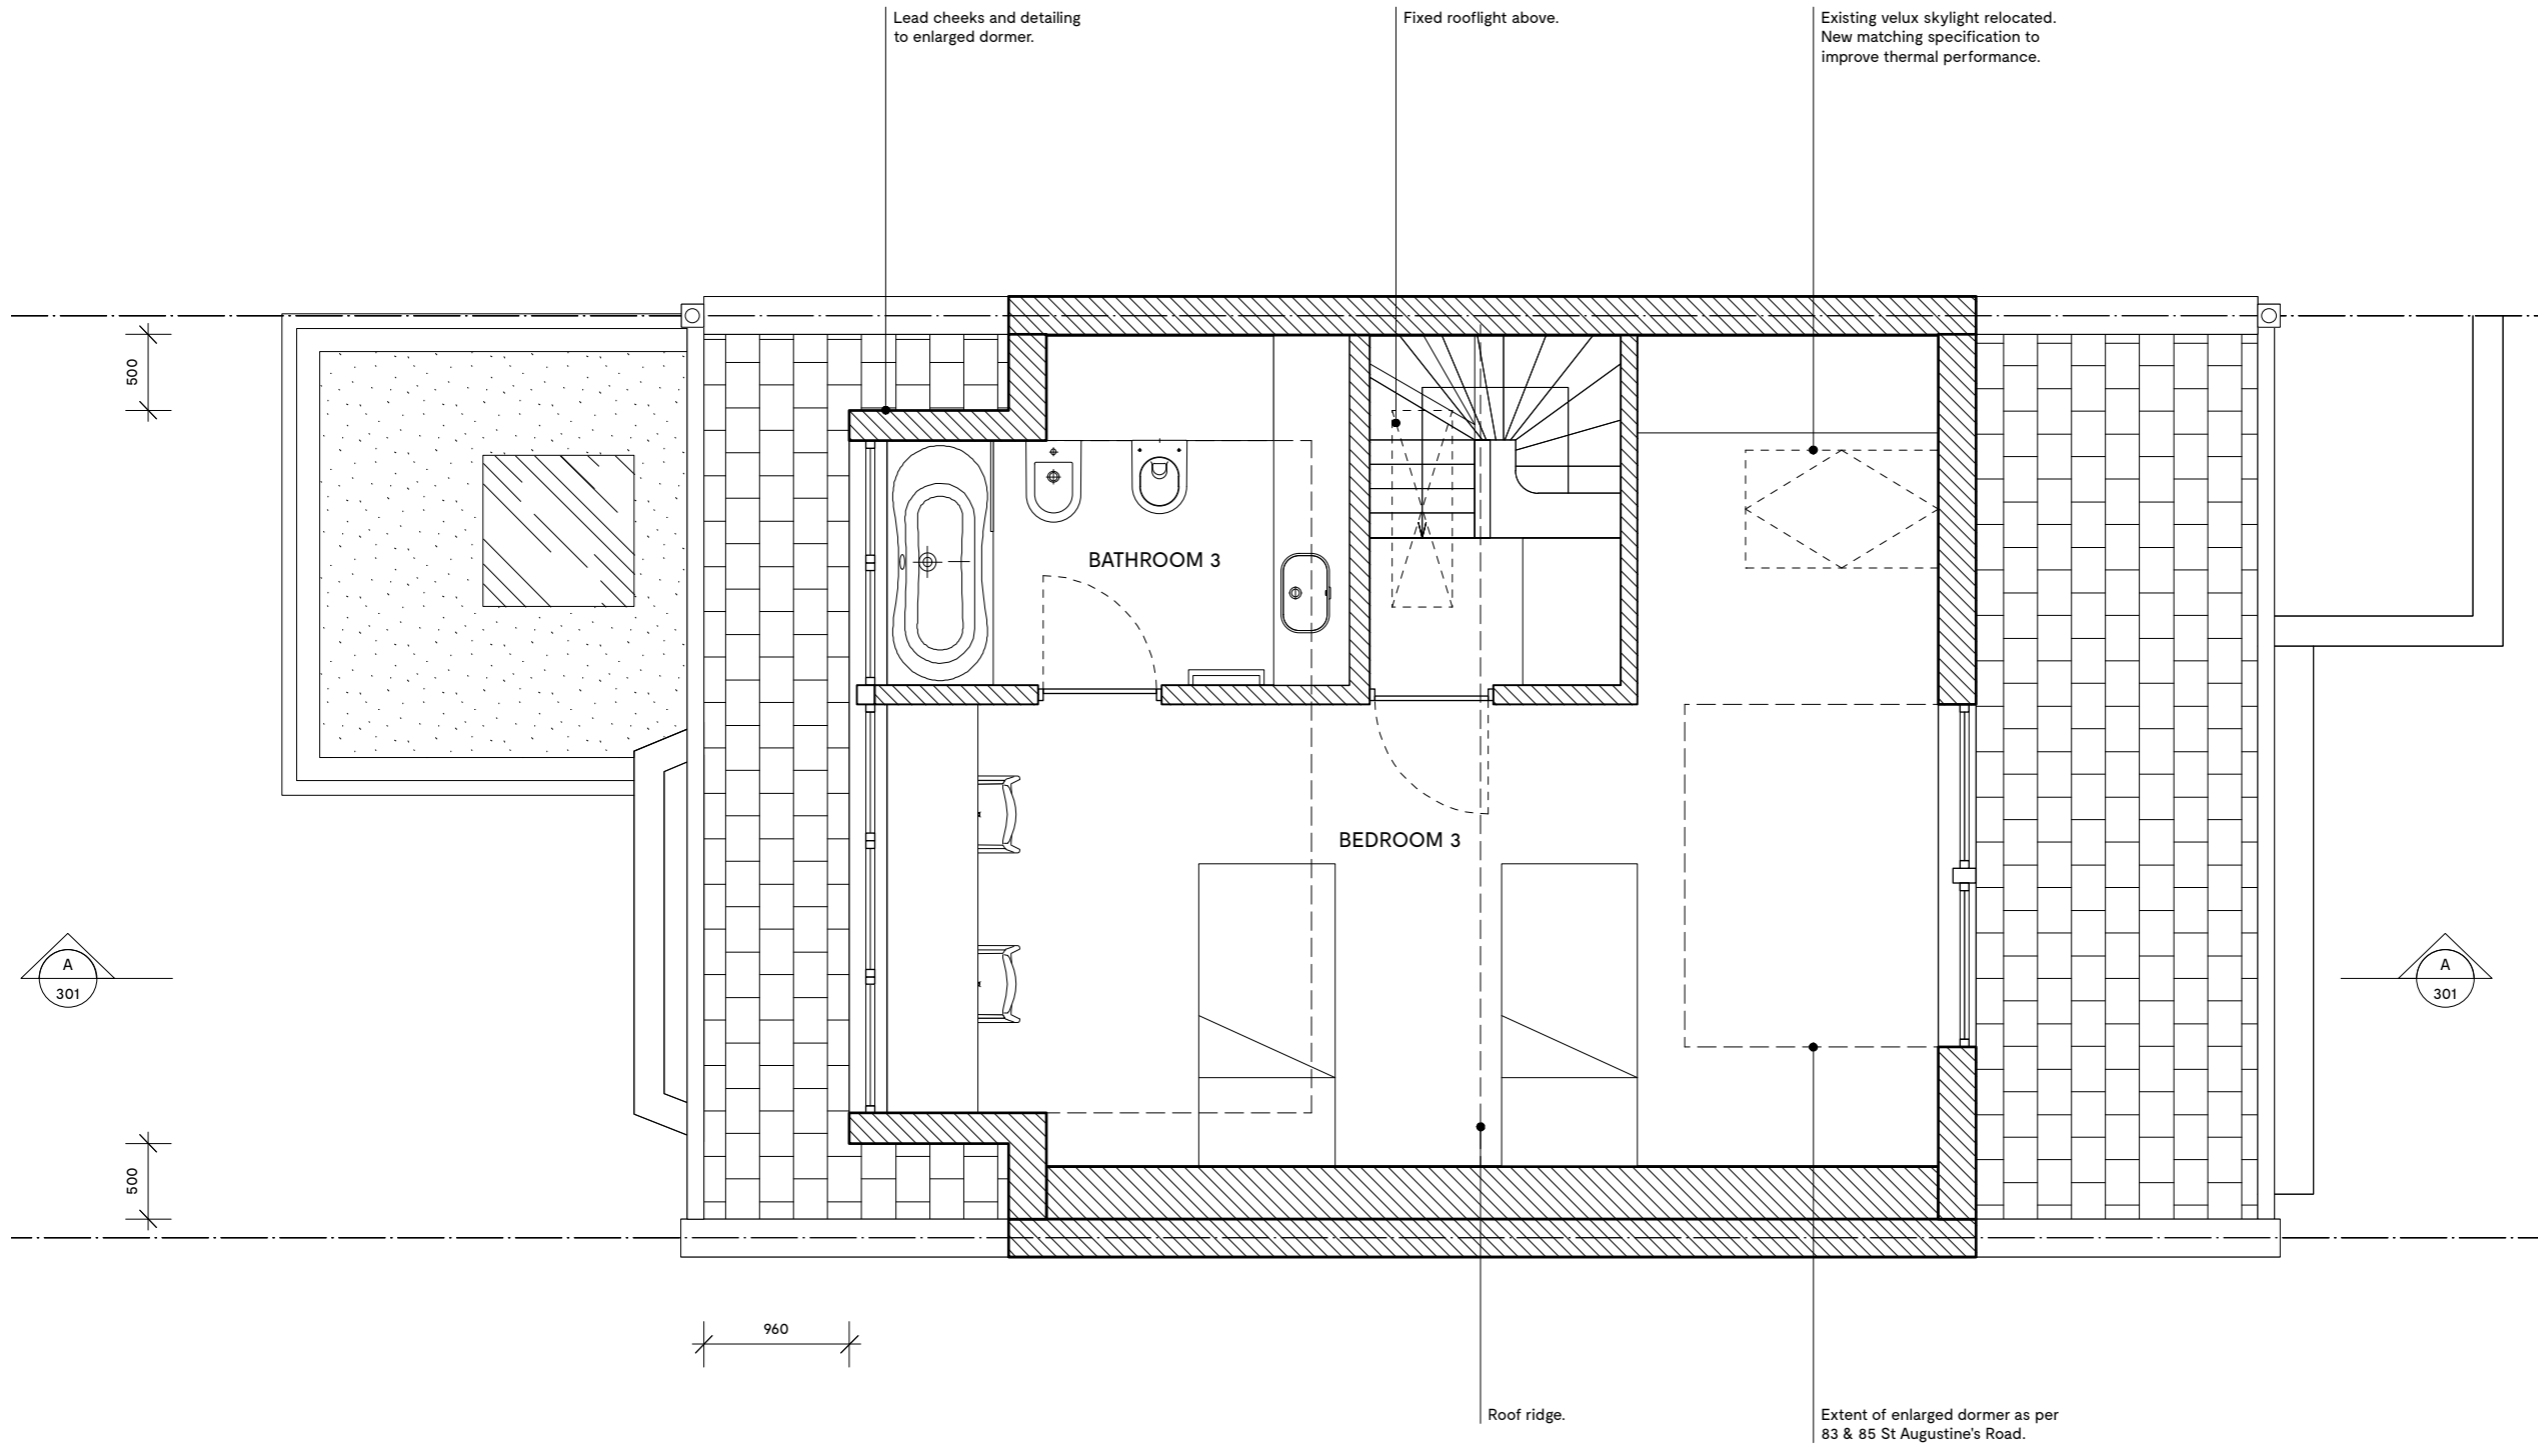 Lead cheeks and detailing
to enlarged dormer.
Fixed rooflight above.
Existing velux skylight relocated.
New matching specification to
improve thermal performance.
500
BATHROOM 3
BEDROOM 3
A
301
A
301
500
960
Roof ridge.
Extent of enlarged dormer as per
83 & 85 St Augustine's Road.